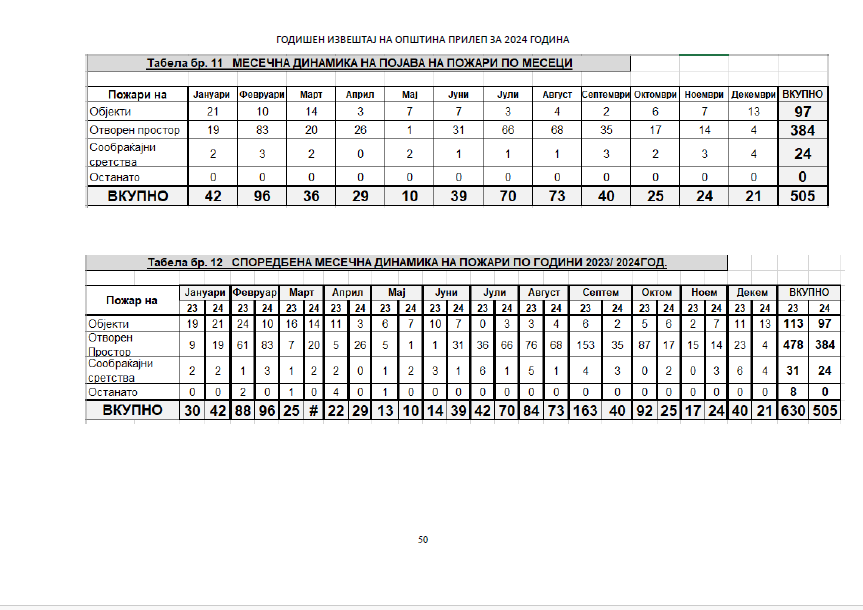 ГОДИШЕН ИЗВЕШТАЈ НА ОПШТИНА ПРИЛЕП ЗА 2024 ГОДИНА
Табела бр. 11 МЕСЕЧНА ДИНАМИКА НА ПОЈАВА НА ПОЖАРИ ПО МЕСЕЦИ
Пожари на Јануари Февруари Март Април Мај Јуни Јули Август Септември Октомври Ноември Декември ВКУПНО
Објекти 21 10 14 3 7 7 3 4 2 6 7 13 97
Отворен простор 19 83 20 26 1 31 66 68 35 17 14 4 384
Сообраќајни
сретства 2 3 2 0 2 1 1 1 3 2 3 4 24
Останато 0 0 0 0 0 0 0 0 0 0 0 0 0
ВКУПНО 42 96 36 29 10 39 70 73 40 25 24 21 505
Табела бр. 12 СПОРЕДБЕНА МЕСЕЧНА ДИНАМИКА НА ПОЖАРИ ПО ГОДИНИ 2023/ 2024ГОД.
Пожар на Јануари Февруар Март Април Мај Јуни Јули Август Септем Октом Ноем Декем ВКУПНО
23 24 23 24 23 24 23 24 23 24 23 24 23 24 23 24 23 24 23 24 23 24 23 24 23 24
Објекти 19 21 24 10 16 14 11 3 6 7 10 7 0 3 3 4 6 2 5 6 2 7 11 13 113 97
Отворен
Простор 9 19 61 83 7 20 5 26 5 1 1 31 36 66 76 68 153 35 87 17 15 14 23 4 478 384
Сообраќајни
сретства 2 2 1 3 1 2 2 0 1 2 3 1 6 1 5 1 4 3 0 2 0 3 6 4 31 24
Останато 0 0 2 0 1 0 4 0 1 0 0 0 0 0 0 0 0 0 0 0 0 0 0 0 8 0
ВКУПНО 30 42 88 96 25 # 22 29 13 10 14 39 42 70 84 73 163 40 92 25 17 24 40 21 630 505
50